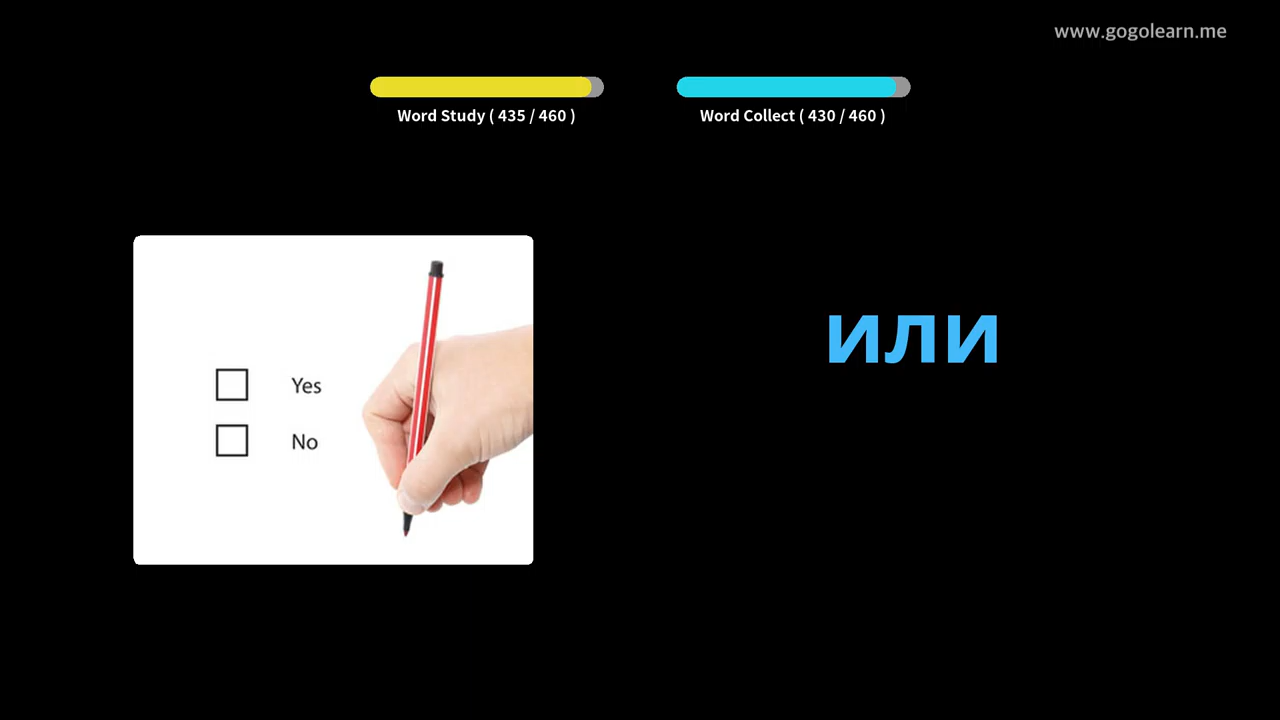 www.gogolearn.me
Word Study ( 435 / 460 )
Word Collect ( 430 / 460 )
Yes
No
или